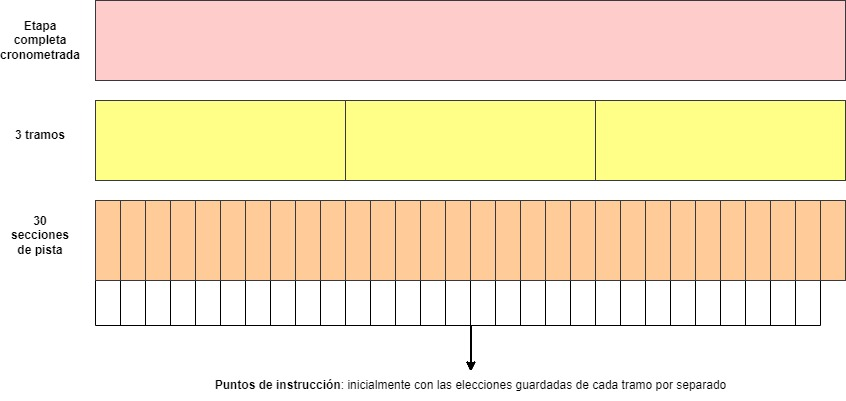 Etapa
completa
cronometrada
3 tramos
30
secciones
de pista
Puntos de instrucción: inicialmente con las elecciones guardadas de cada tramo por separado